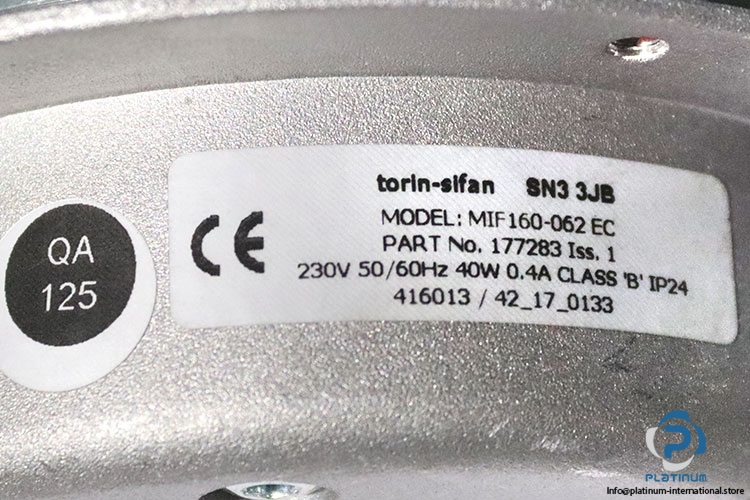 torin-sifan SN3 3JB
MODEL: MIF160-062 EC
PART No. 177283 Iss. 1
230V 50/60Hz 40W 0.4A CLASS 'B' IP24
416013 / 42_17_0133
CE
QA
125
PLATINUM
Info@platinum-international.store